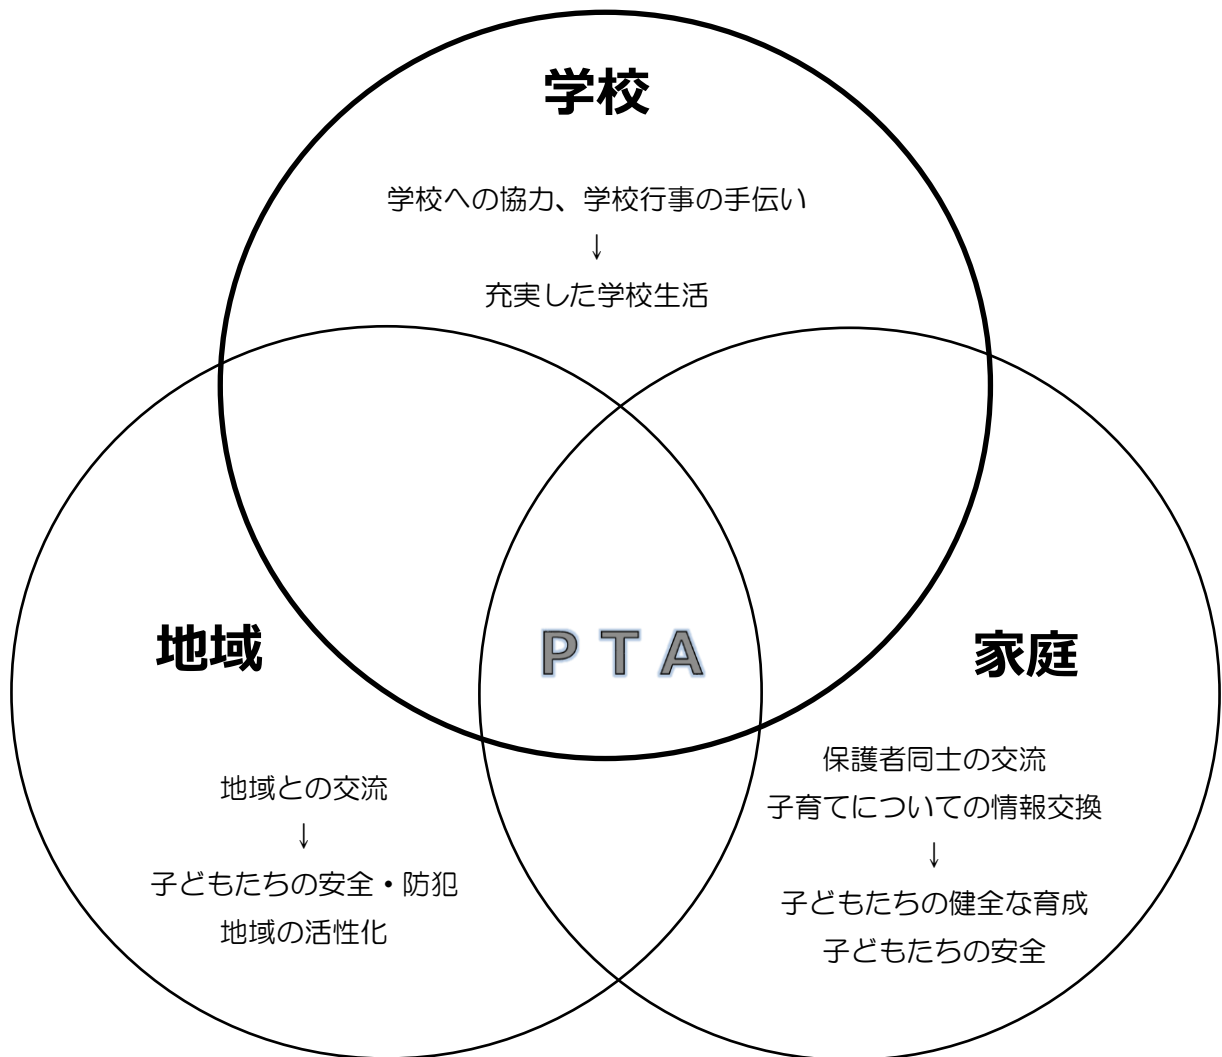 学校
学校への協力、学校行事の手伝い
↓
充実した学校生活
PTA
地域
地域との交流
↓
子どもたちの安全・防犯
地域の活性化
家庭
保護者同士の交流
子育てについての情報交換
↓
子どもたちの健全な育成
子どもたちの安全